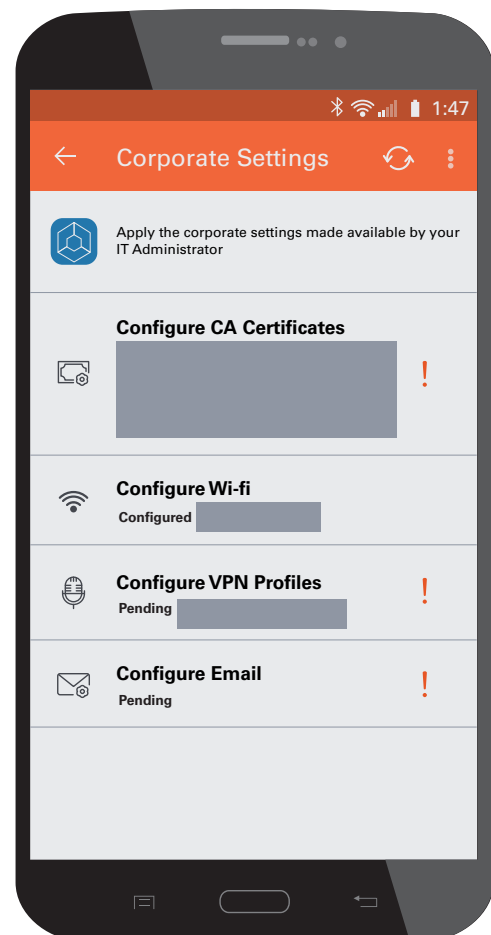 1:47
Corporate Settings
Apply the corporate settings made available by your
IT Administrator
Configure CA Certificates
!
Configure Wi-fi
Configured
Configure VPN Profiles
!
Pending
Configure Email
!
Pending